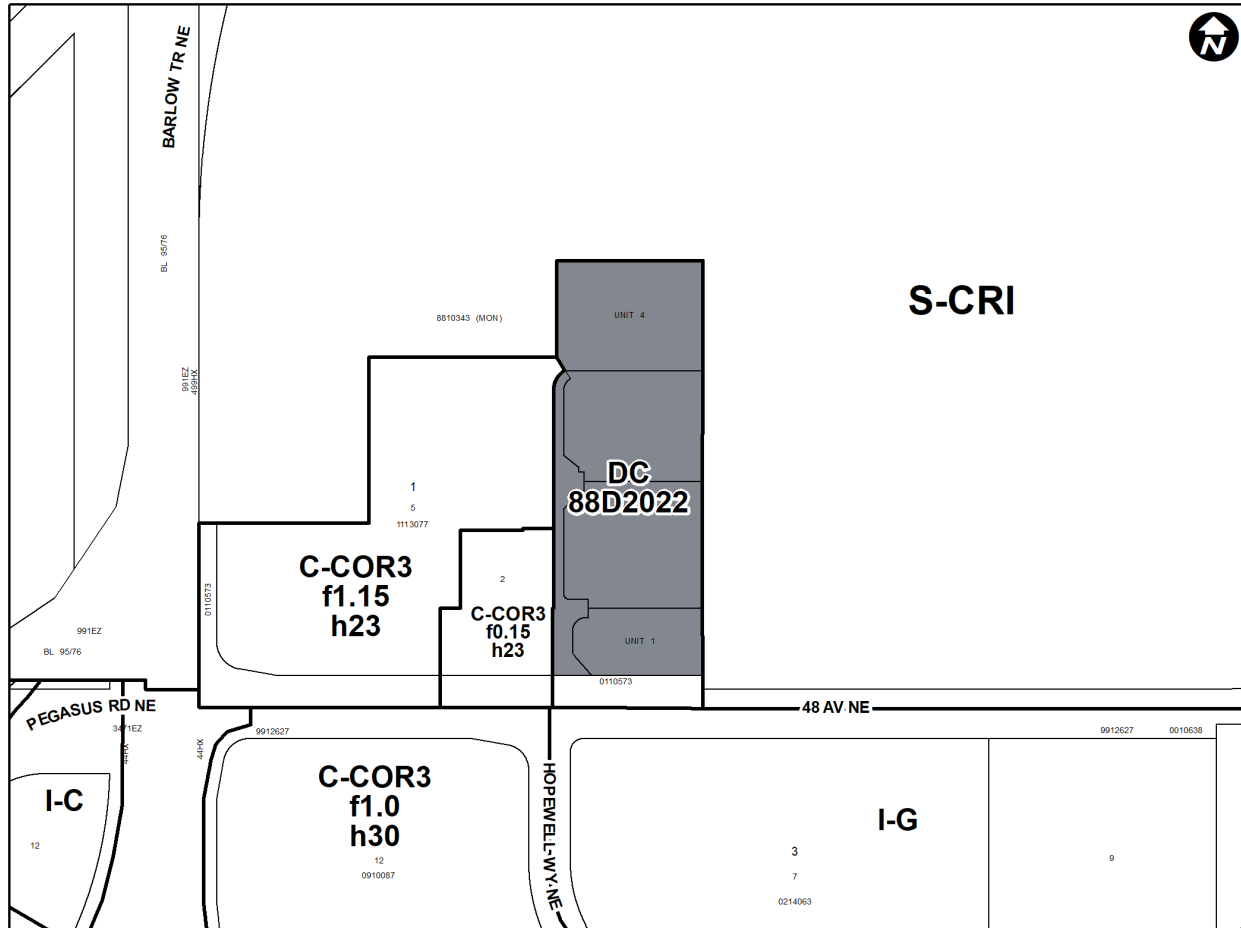 N
BARLOW TR NE
BL 95/76
S-CRI
UNIT 4
8810343 (MON)
991EZ
499HX
DC
88D2022
1
5
1113077
C-COR3
f1.15
h23
2
C-COR3
f0.15
h23
0110573
991EZ
BL 95/76
UNIT 1
0110573
PEGASUS RD NE
48 AV NE
3471EZ
44HX
44HX
9912627
9912627
0010638
C-COR3
f1.0
h30
12
0910087
HOPEWELL WY NE
I-C
12
I-G
3
7
0214063
9